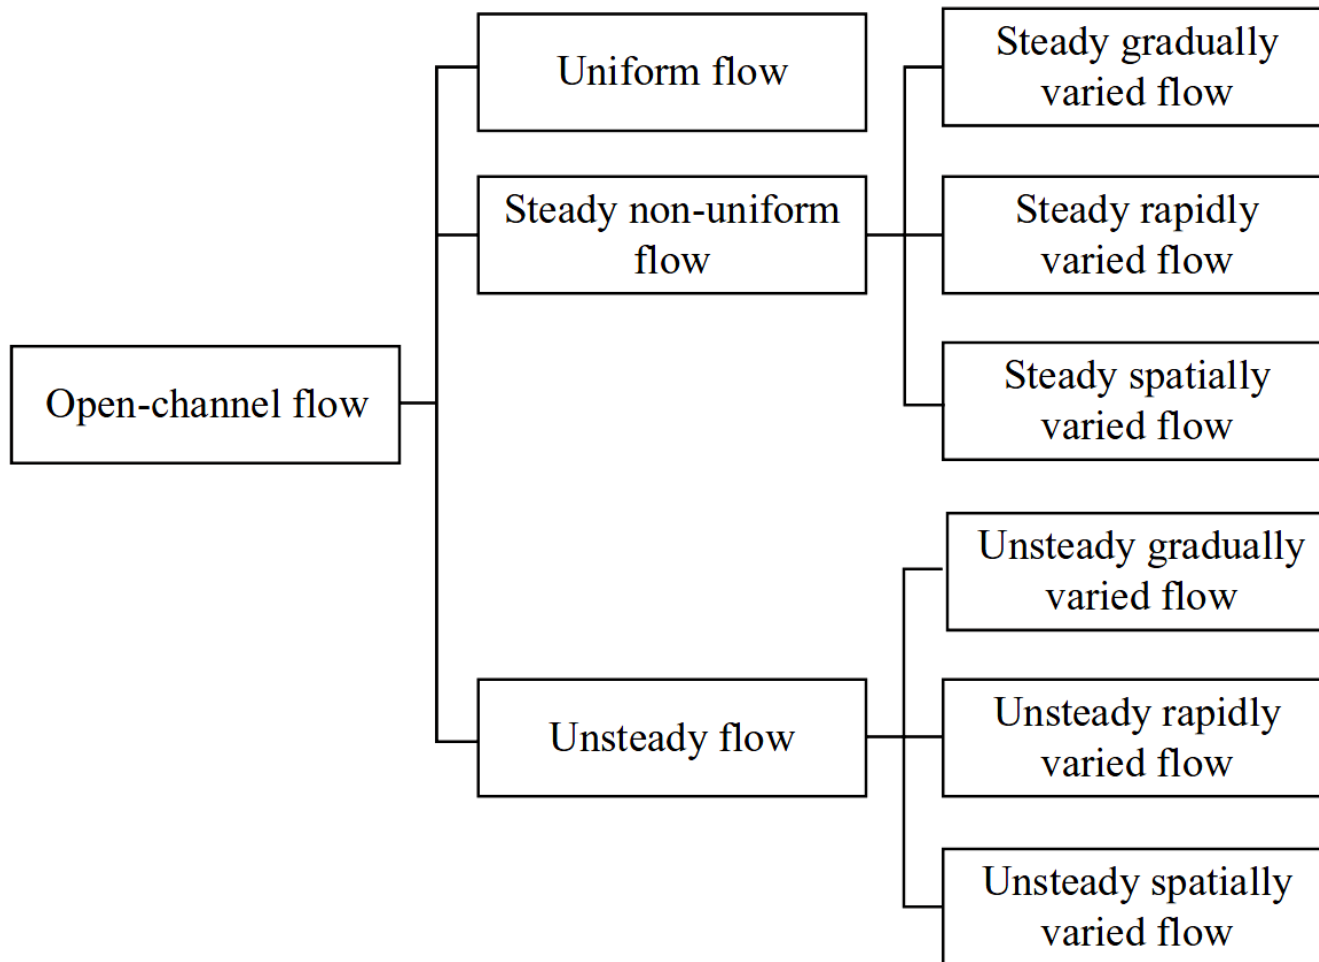 Open-channel flow
Uniform flow
Steady non-uniform
flow
Unsteady flow
Steady gradually
varied flow
Steady rapidly
varied flow
Steady spatially
varied flow
Unsteady gradually
varied flow
Unsteady rapidly
varied flow
Unsteady spatially
varied flow